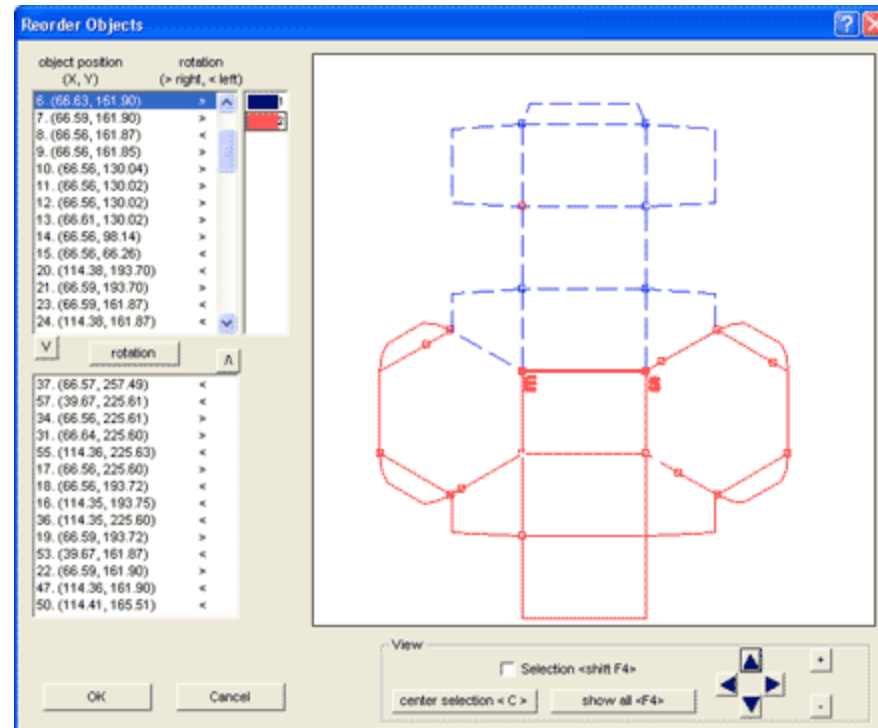 Reorder Objects
object position rotation
(X, Y) (> right, < left)
6. (66.63, 161.90) > 1
7. (66.59, 161.90) > 2
8. (66.56, 161.87) <
9. (66.56, 161.85) <
10. (66.56, 130.04) >
11. (66.56, 130.02) >
12. (66.56, 130.02) >
13. (66.61, 130.02) >
14. (66.56, 98.14) >
15. (66.56, 66.26) <
20. (114.38, 193.70) <
21. (66.59, 193.70) >
23. (66.59, 161.87) <
24. (114.38, 161.87) <
V rotation Λ
37. (66.57, 257.49) <
57. (39.67, 225.61) <
34. (66.56, 225.61) >
31. (66.64, 225.60) >
55. (114.36, 225.63) <
17. (66.56, 225.60) >
18. (66.56, 193.72) <
16. (114.35, 193.75) <
36. (114.35, 225.60) <
19. (66.59, 193.72) >
53. (39.67, 161.87) <
22. (66.59, 161.90) >
47. (114.36, 161.90) <
50. (114.41, 165.51) <
E S
View
Selection <shift F4>
center selection < C > show all <F4>
+
-
OK Cancel